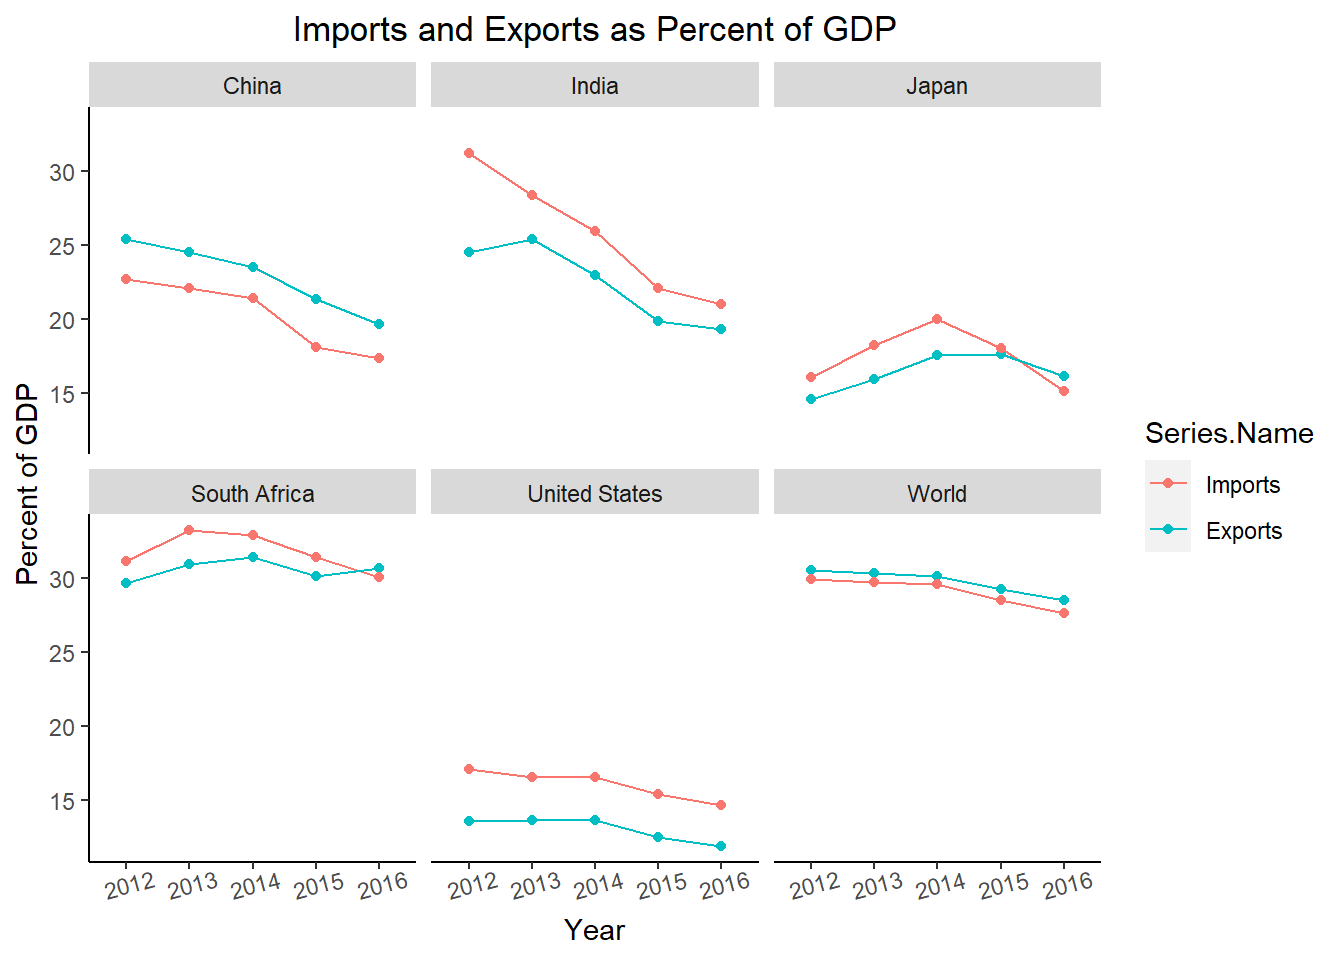 Imports and Exports as Percent of GDP
China India Japan
30
25
20
15
South Africa United States World
30
25
20
15
2012 2013 2014 2015 2016 2012 2013 2014 2015 2016 2012 2013 2014 2015 2016
Year
Percent of GDP
Series.Name
Imports
Exports